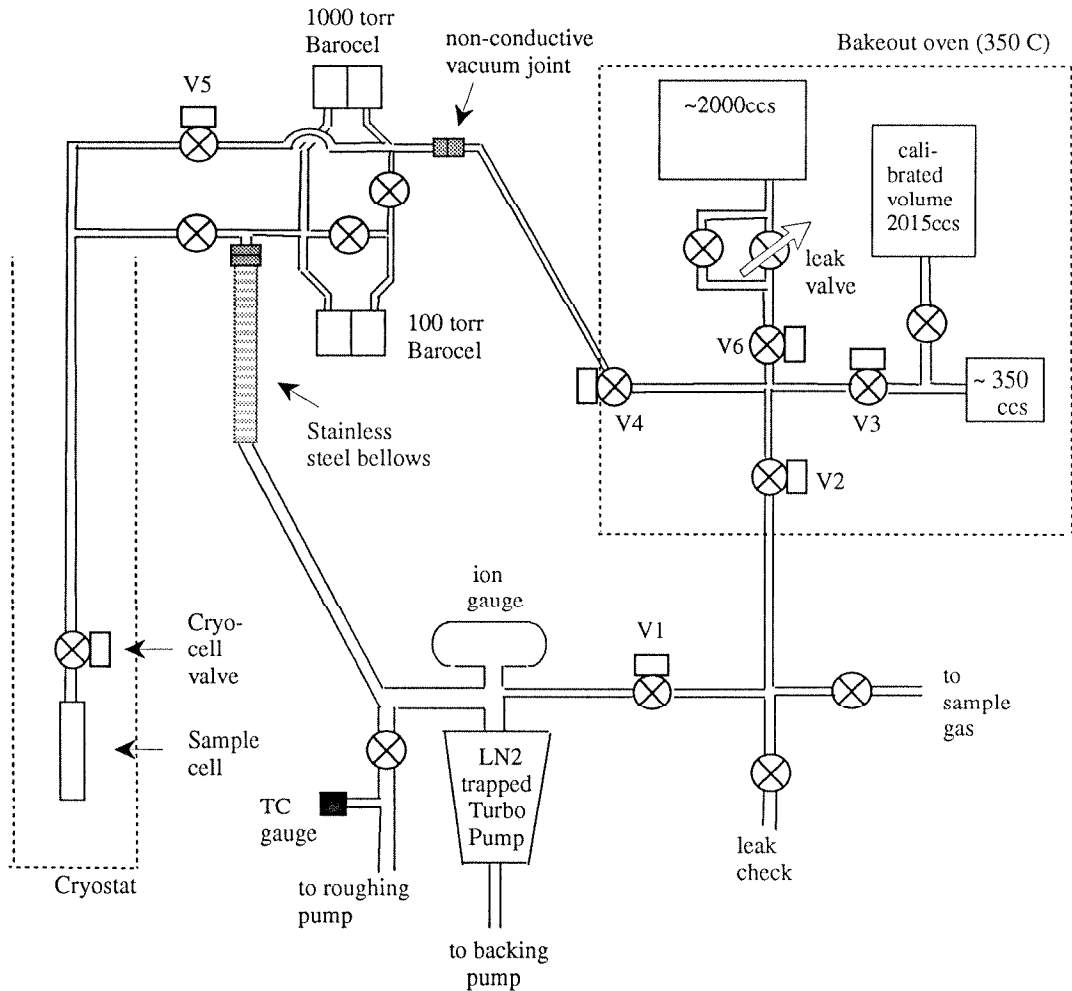 1000 torr
Barocel
non-conductive
vacuum joint
Bakeout oven (350 C)
V5
~2000ccs
cali-
brated
volume
2015ccs
leak
valve
100 torr
Barocel
V6
V4
V3
~ 350
ccs
Stainless
steel bellows
V2
ion
gauge
Cryo-
cell
valve
V1
to
sample
gas
Sample
cell
LN2
trapped
Turbo
Pump
TC
gauge
leak
check
Cryostat
to roughing
pump
to backing
pump